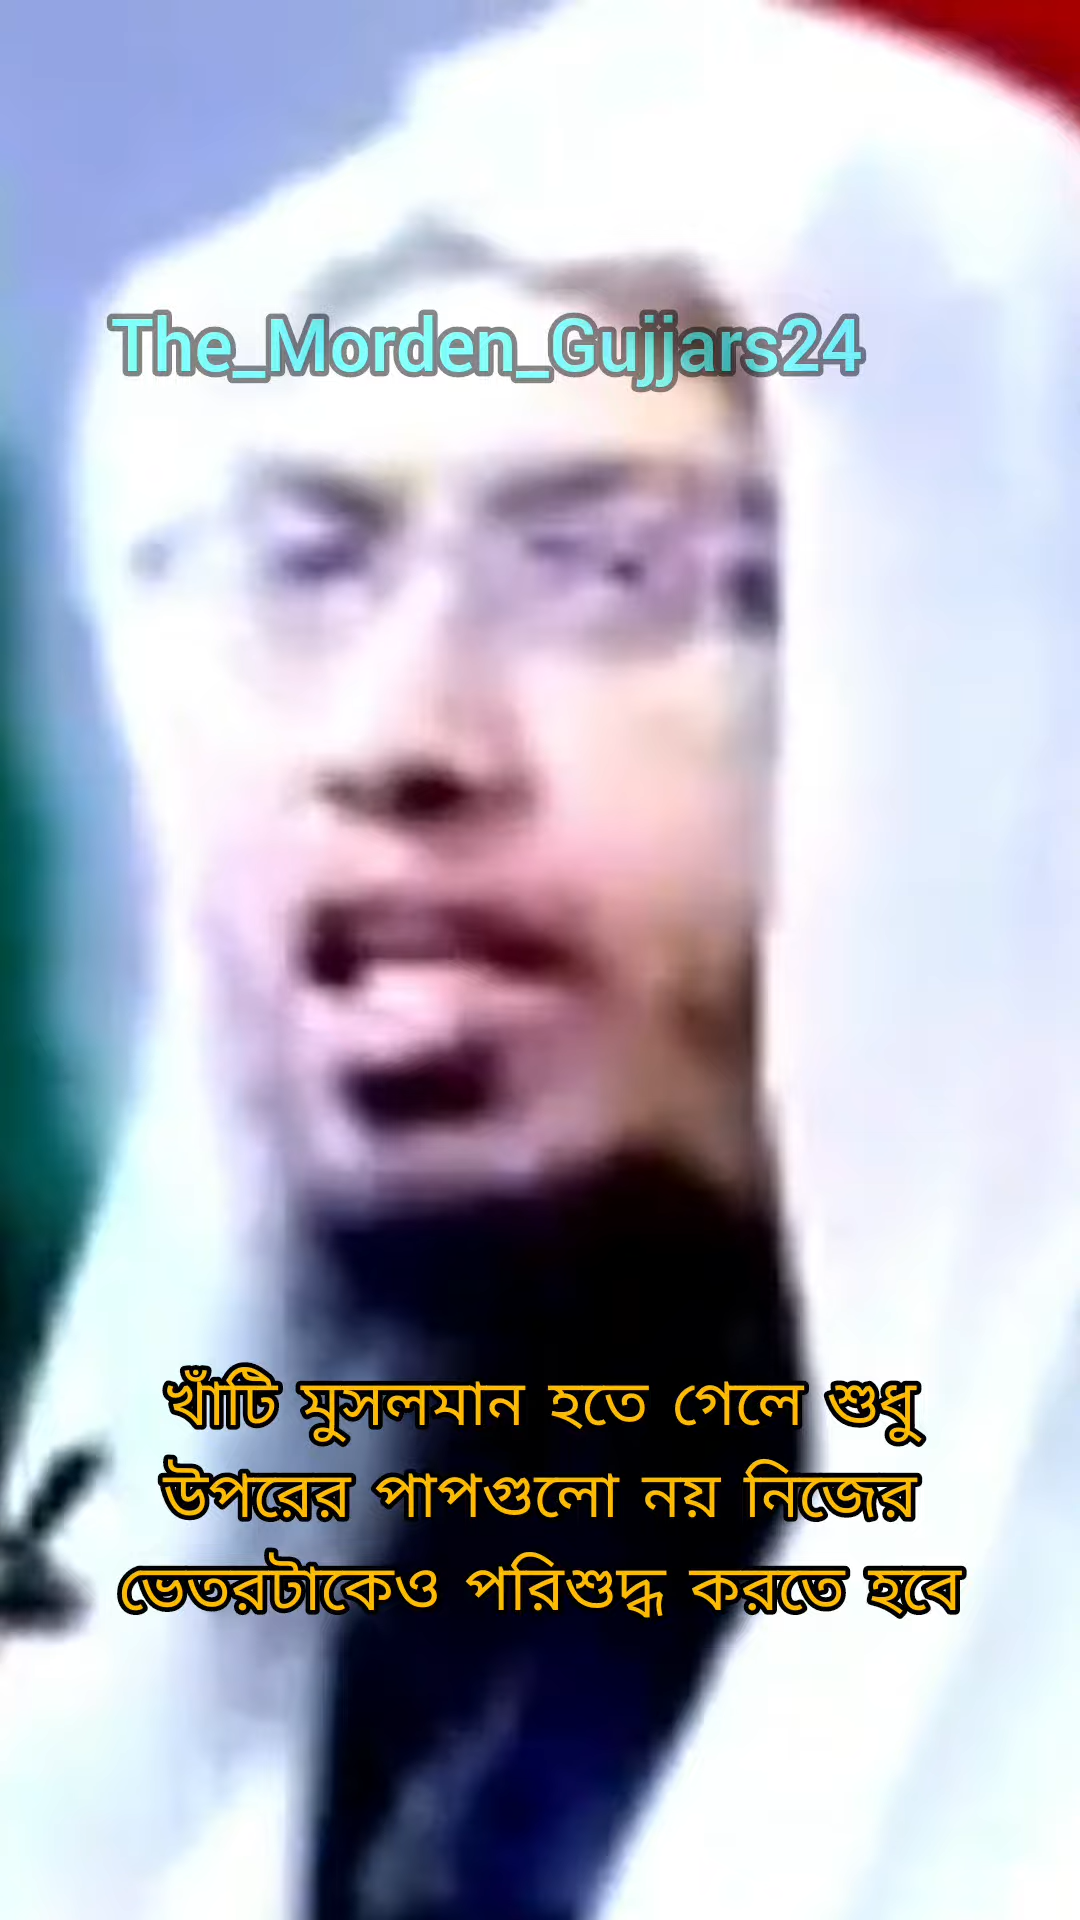 The_Morden_Gujjars24
খাঁটি মুসলমান হতে গেলে শুধু
উপরের পাপগুলো নয় নিজের
ভেতরটাকেও পরিশুদ্ধ করতে হবে